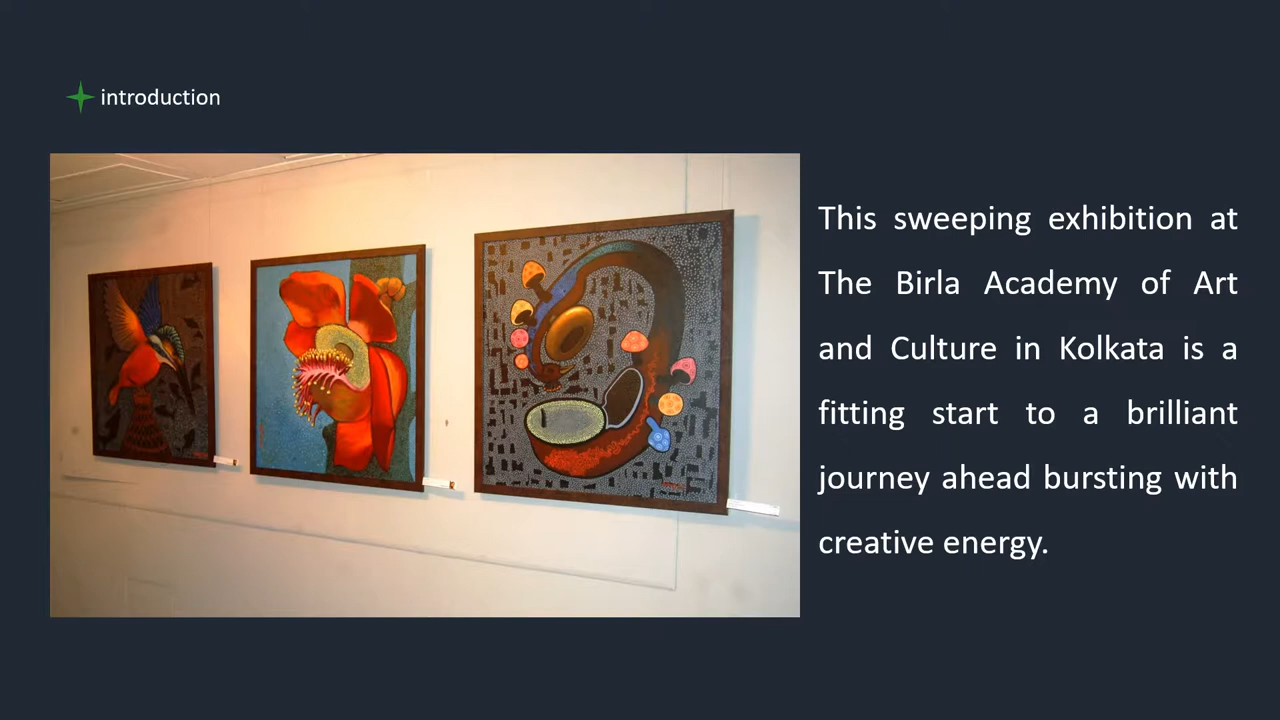 introduction
This sweeping exhibition at
The Birla Academy of Art
and Culture in Kolkata is a
fitting start to a brilliant
journey ahead bursting with
creative energy.